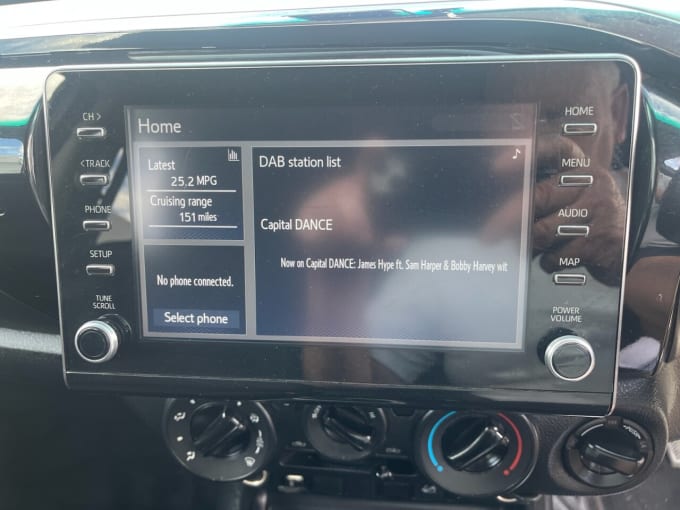 CH >
< TRACK
PHONE
SETUP
TUNE
SCROLL
Home
Latest
25.2 MPG
Cruising range
151 miles
No phone connected.
Select phone
DAB station list
Capital DANCE
Now on Capital DANCE: James Hype ft. Sam Harper & Bobby Harvey wit
HOME
MENU
AUDIO
MAP
POWER
VOLUME